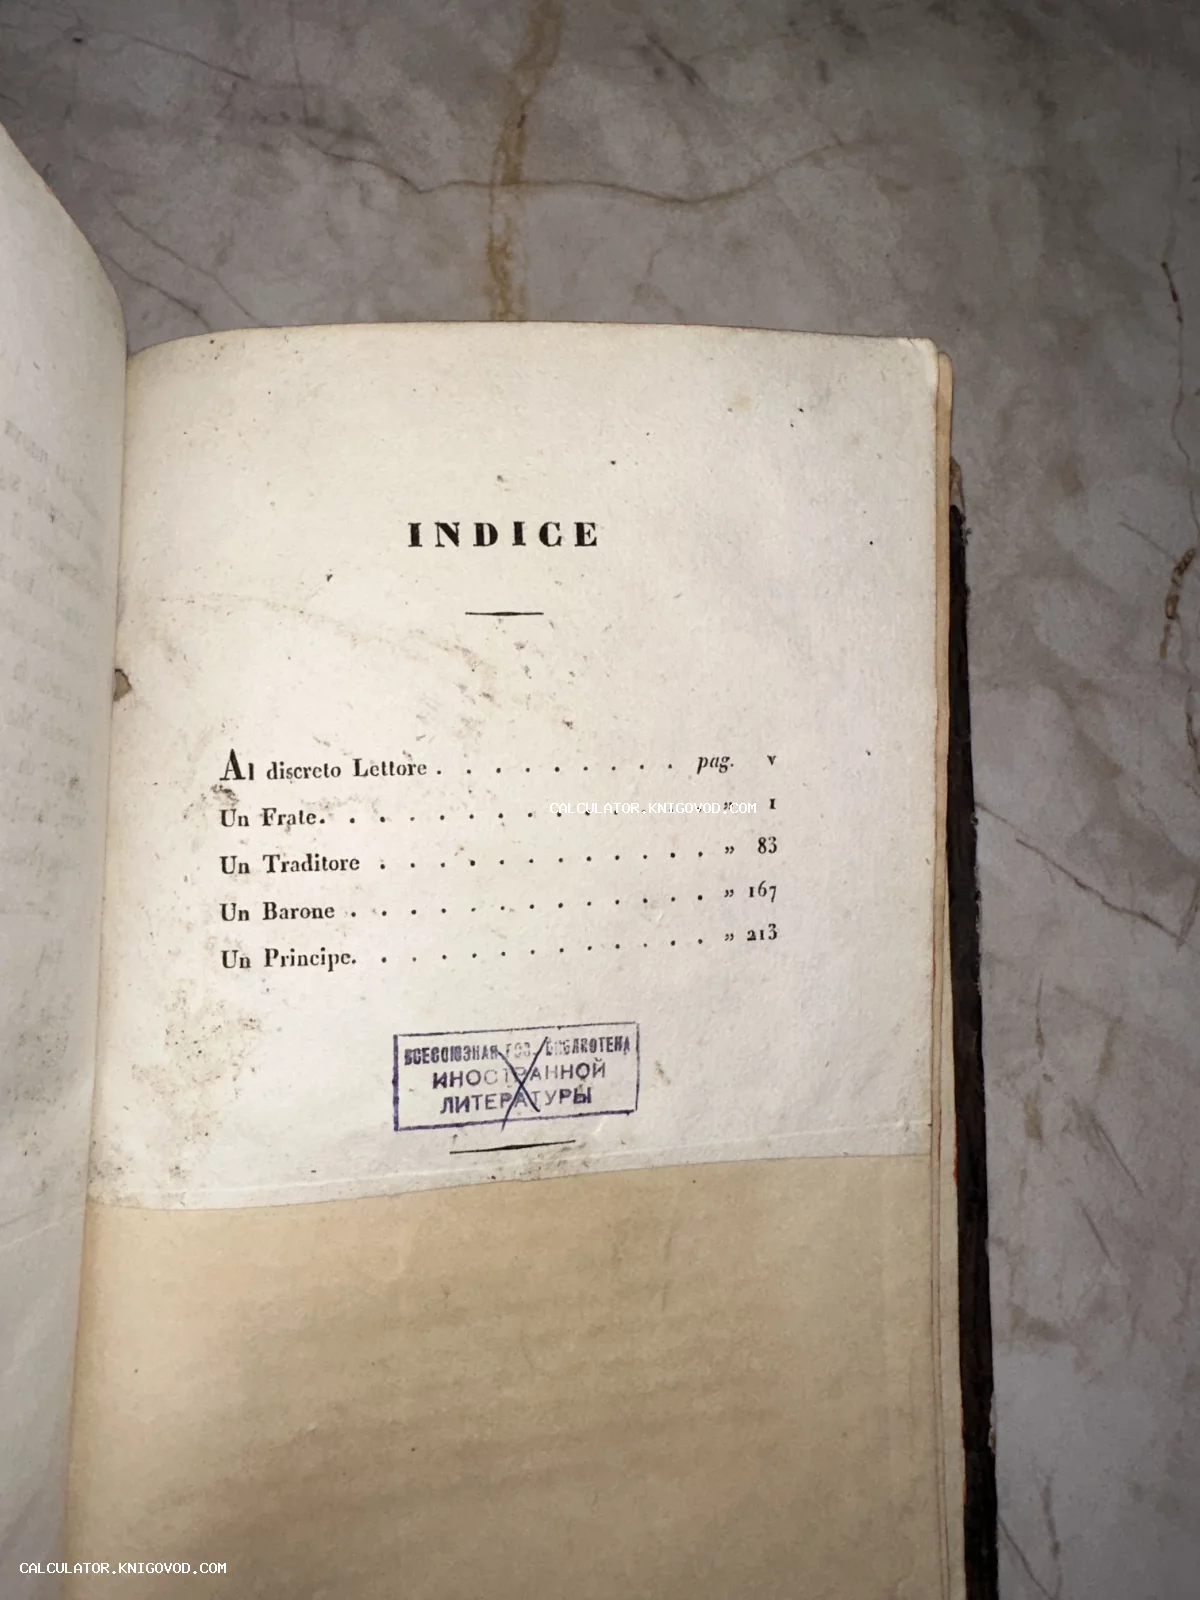 INDICE
Al discreto Lettore . . . . . . . . . pag. v
Un Frate. . . . . . . . . . . . . . » 1
CALCULATOR.KNIGOVOD.COM
Un Traditore . . . . . . . . . . . . » 83
Un Barone . . . . . . . . . . . . . » 167
Un Principe. . . . . . . . . . . . . » 213
ВСЕСОЮЗНАЯ ГОС. БИБЛИОТЕКА
ИНОСТРАННОЙ
ЛИТЕРАТУРЫ
CALCULATOR.KNIGOVOD.COM